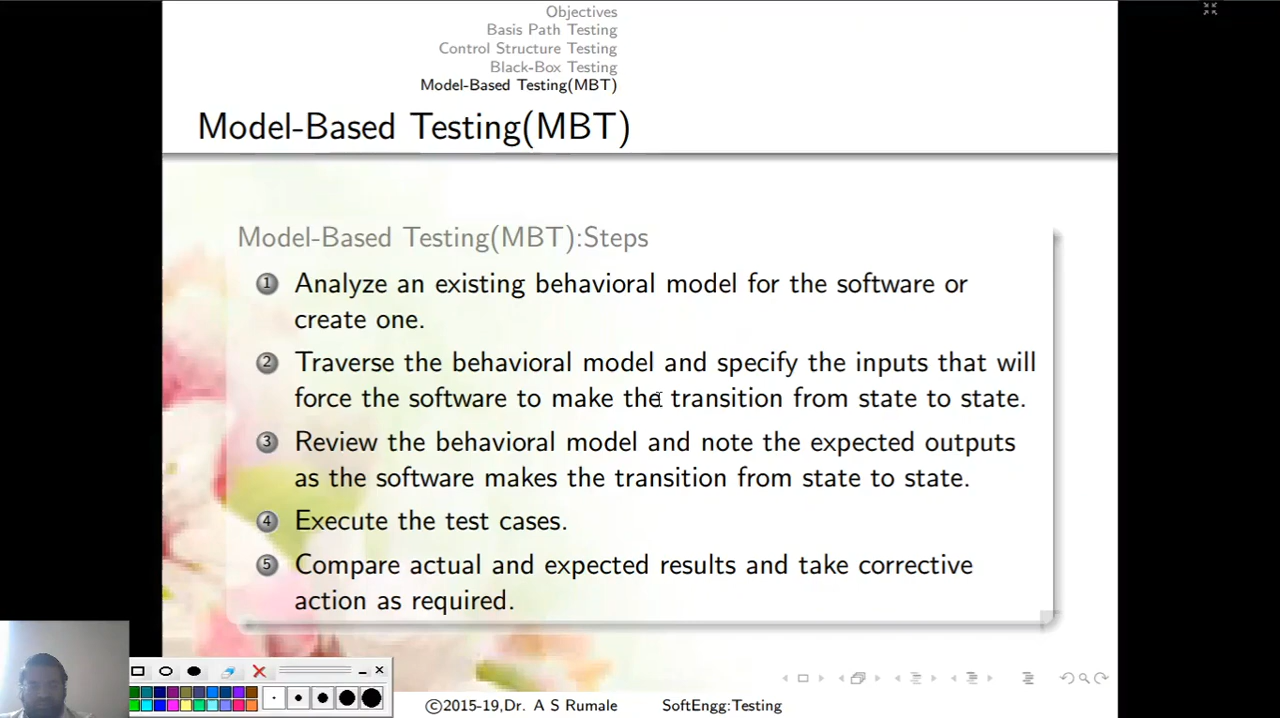 Objectives
Basis Path Testing
Control Structure Testing
Black-Box Testing
Model-Based Testing(MBT)
Model-Based Testing(MBT)
Model-Based Testing(MBT):Steps
1 Analyze an existing behavioral model for the software or
create one.
2 Traverse the behavioral model and specify the inputs that will
force the software to make the transition from state to state.
3 Review the behavioral model and note the expected outputs
as the software makes the transition from state to state.
4 Execute the test cases.
5 Compare actual and expected results and take corrective
action as required.
©2015-19,Dr. A S Rumale SoftEngg:Testing